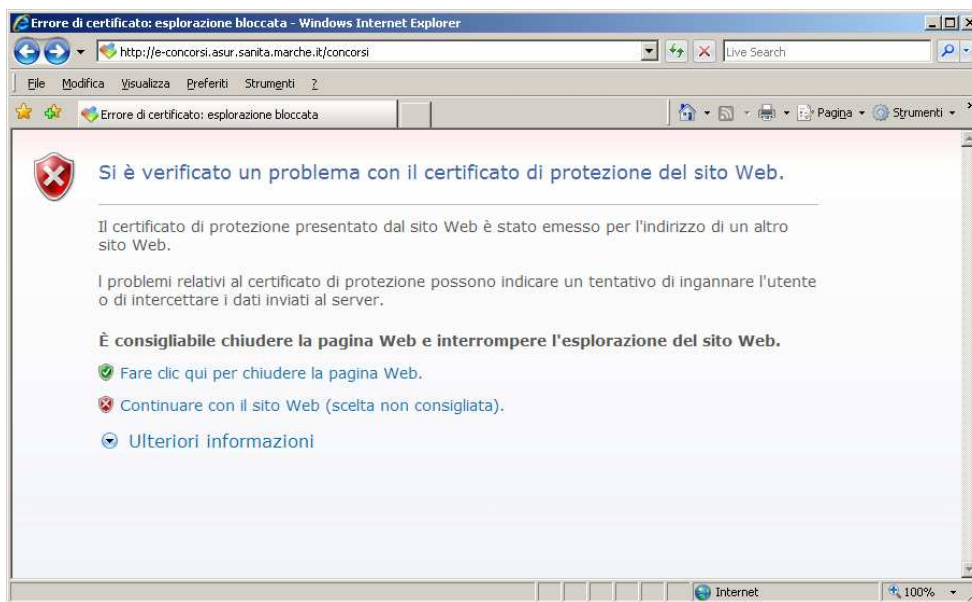 Errore di certificato: esplorazione bloccata - Windows Internet Explorer
http://e-concorsi.asur.sanita.marche.it/concorsi
Live Search
File Modifica Visualizza Preferiti Strumenti ?
Errore di certificato: esplorazione bloccata
Pagina Strumenti
Si è verificato un problema con il certificato di protezione del sito Web.
Il certificato di protezione presentato dal sito Web è stato emesso per l'indirizzo di un altro
sito Web.
I problemi relativi al certificato di protezione possono indicare un tentativo di ingannare l'utente
o di intercettare i dati inviati al server.
È consigliabile chiudere la pagina Web e interrompere l'esplorazione del sito Web.
Fare clic qui per chiudere la pagina Web.
Continuare con il sito Web (scelta non consigliata).
Ulteriori informazioni
Internet 100%